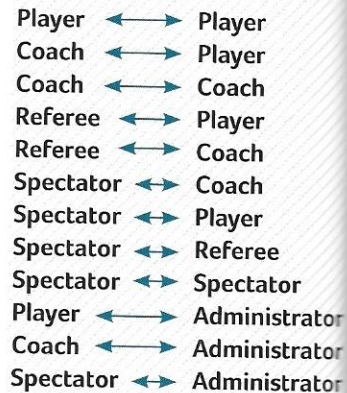 Player ↔ Player
Coach ↔ Player
Coach ↔ Coach
Referee ↔ Player
Referee ↔ Coach
Spectator ↔ Coach
Spectator ↔ Player
Spectator ↔ Referee
Spectator ↔ Spectator
Player ↔ Administrator
Coach ↔ Administrator
Spectator ↔ Administrator